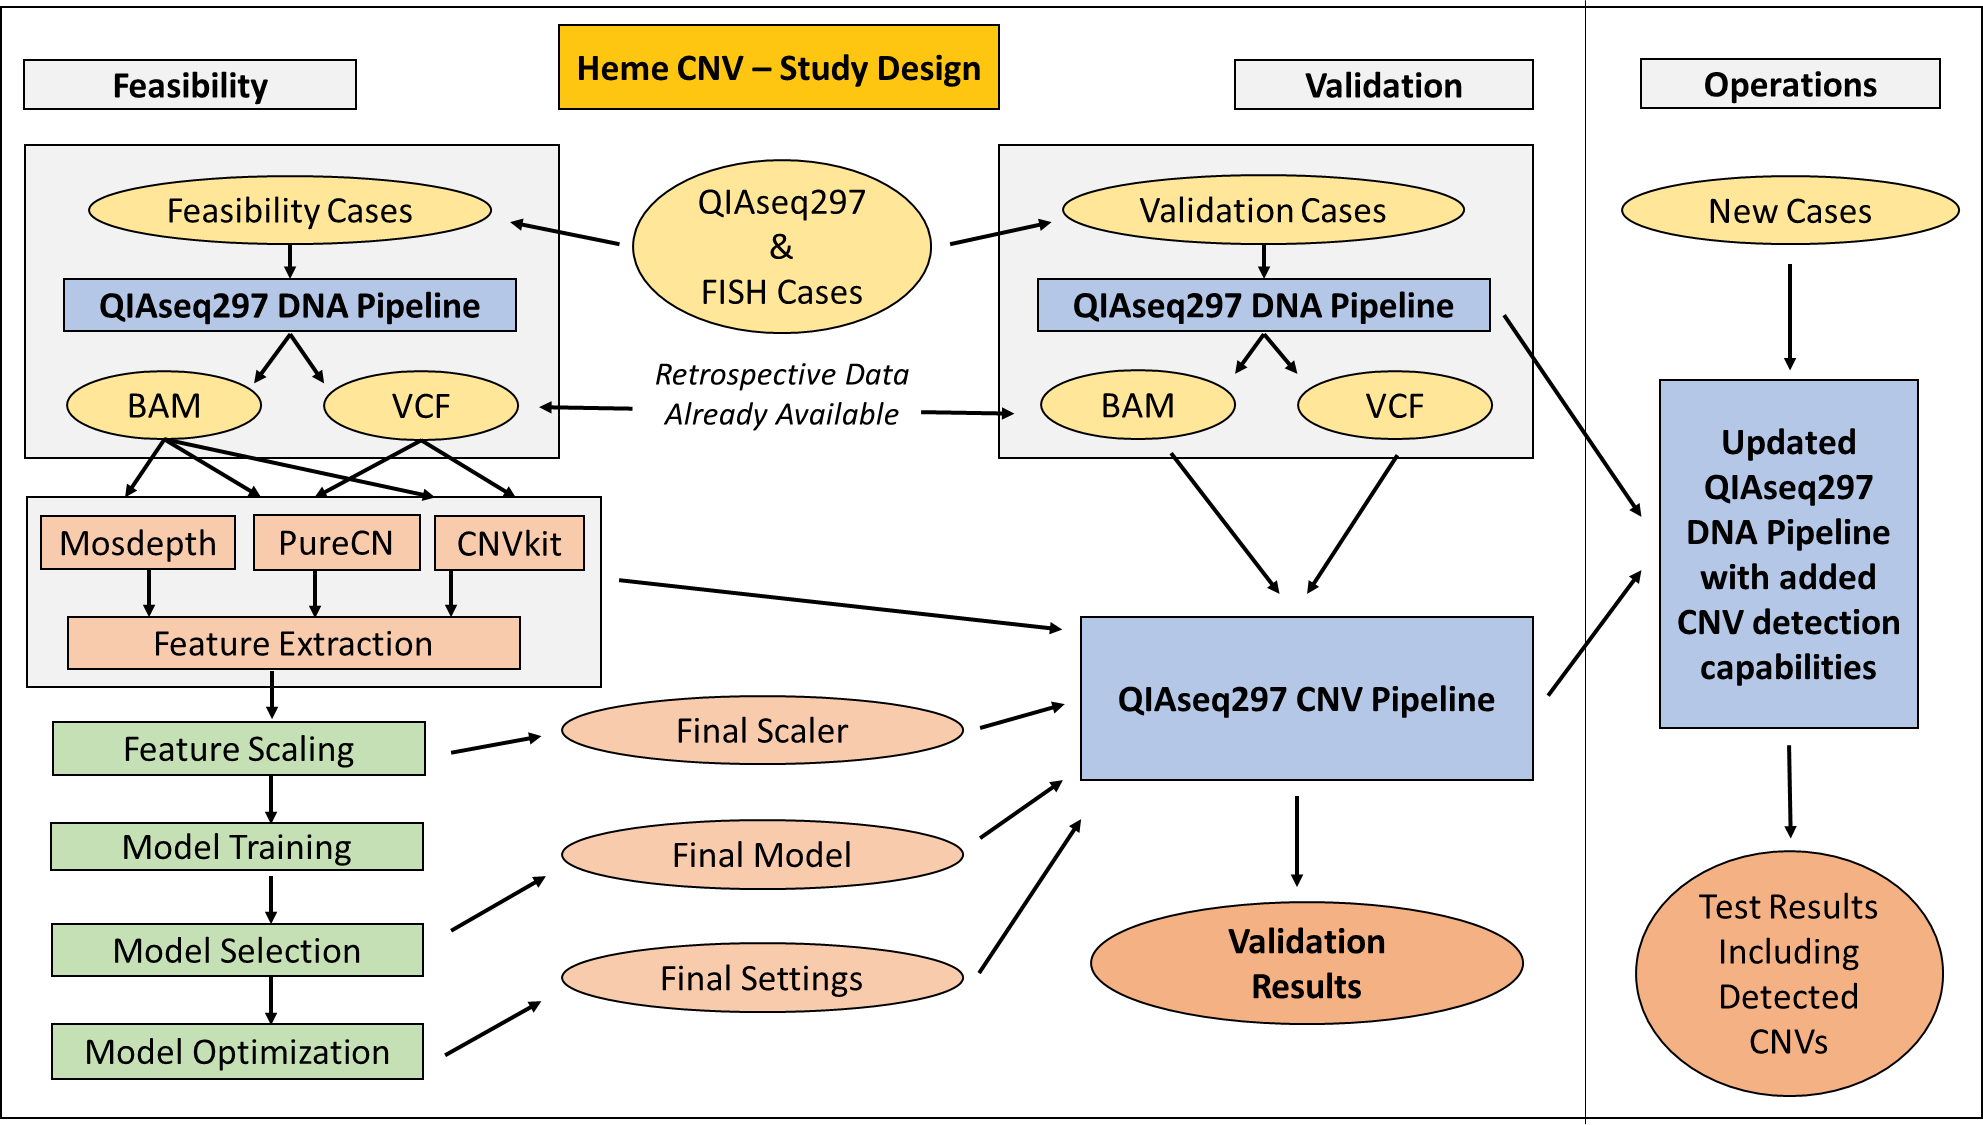 Heme CNV – Study Design
Feasibility
Validation
Operations
Feasibility Cases
QIAseq297 DNA Pipeline
BAM
VCF
QIAseq297
&
FISH Cases
Retrospective Data
Already Available
Validation Cases
QIAseq297 DNA Pipeline
BAM
VCF
New Cases
Mosdepth
PureCN
CNVkit
Feature Extraction
Feature Scaling
Model Training
Model Selection
Model Optimization
Final Scaler
Final Model
Final Settings
QIAseq297 CNV Pipeline
Validation
Results
Updated
QIAseq297
DNA Pipeline
with added
CNV detection
capabilities
Test Results
Including
Detected
CNVs